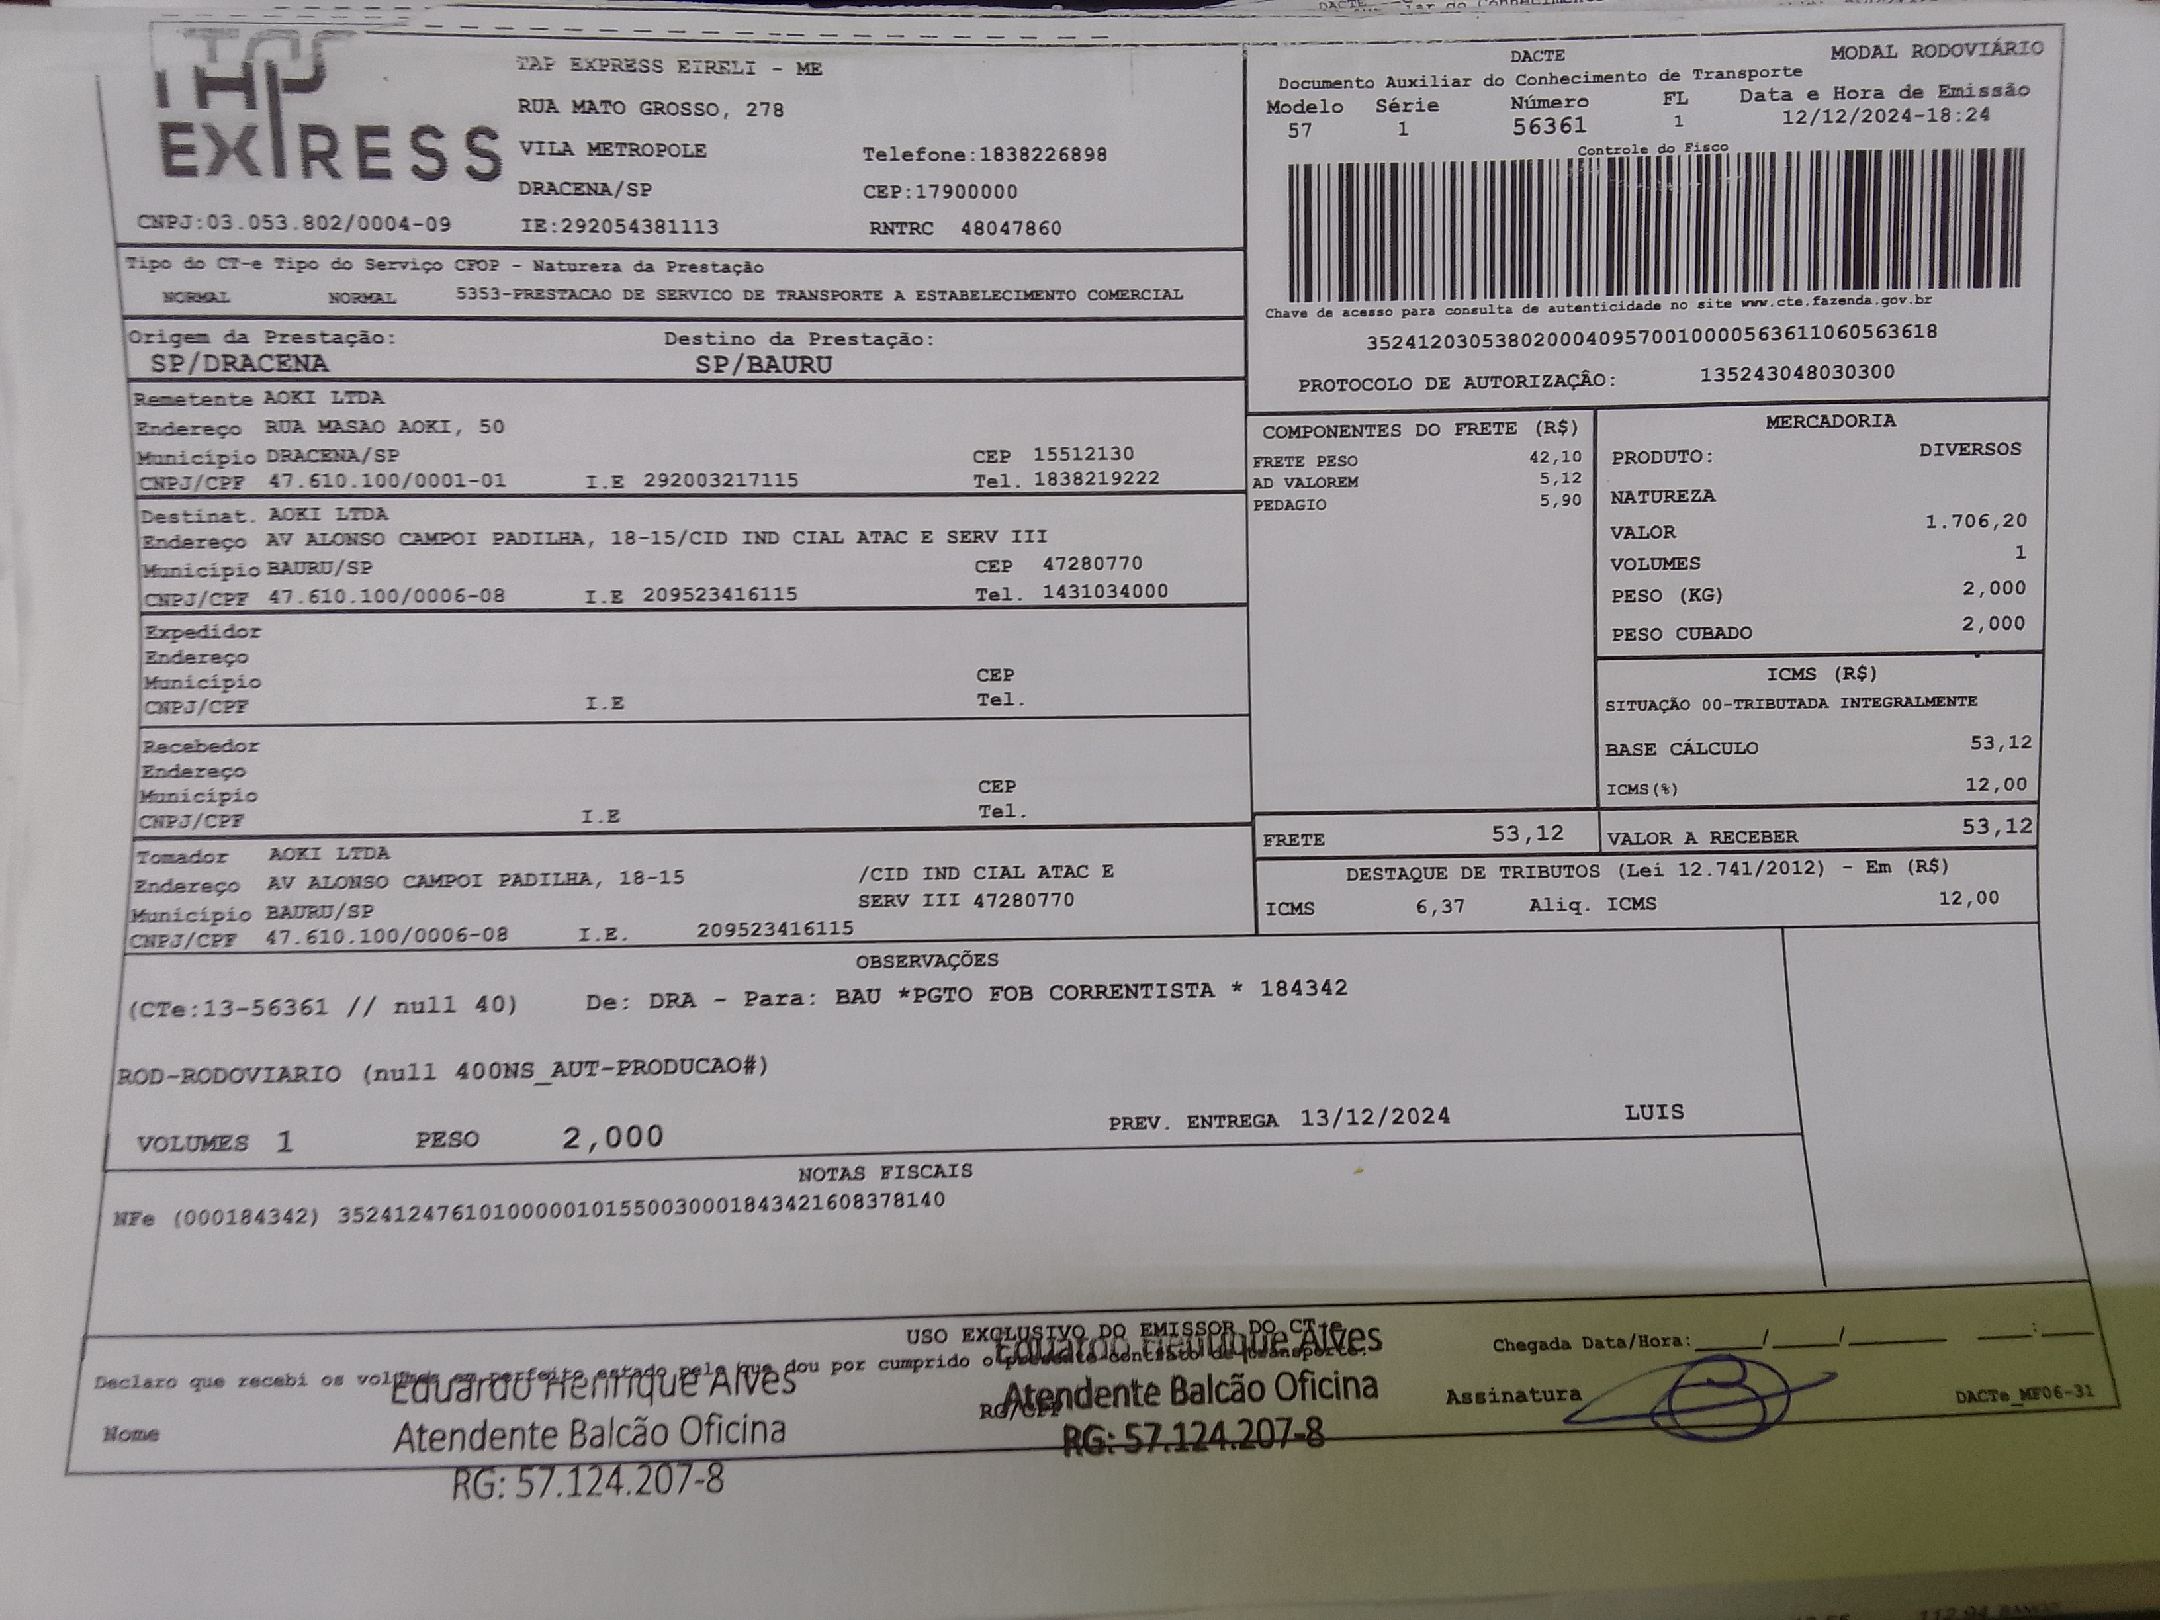 TAP
EXPRESS
TAP EXPRESS EIRELI - ME
RUA MATO GROSSO, 278
VILA METROPOLE Telefone:1838226898
DRACENA/SP CEP:17900000
CNPJ:03.053.802/0004-09 IE:292054381113 RNTRC 48047860
DACTE MODAL RODOVIÁRIO
Documento Auxiliar do Conhecimento de Transporte
Modelo Série Número FL Data e Hora de Emissão
57 1 56361 1 12/12/2024-18:24
Controle do Fisco
Chave de acesso para consulta de autenticidade no site www.cte.fazenda.gov.br
35241203053802000409570010000563611060563618
PROTOCOLO DE AUTORIZAÇÃO: 135243048030300
Tipo do CT-e Tipo do Serviço CFOP - Natureza da Prestação
NORMAL NORMAL 5353-PRESTACAO DE SERVICO DE TRANSPORTE A ESTABELECIMENTO COMERCIAL
Origem da Prestação: Destino da Prestação:
SP/DRACENA SP/BAURU
Remetente AOKI LTDA
Endereço RUA MASAO AOKI, 50
Município DRACENA/SP CEP 15512130
CNPJ/CPF 47.610.100/0001-01 I.E 292003217115 Tel. 1838219222
Destinat. AOKI LTDA
Endereço AV ALONSO CAMPOI PADILHA, 18-15/CID IND CIAL ATAC E SERV III
Município BAURU/SP CEP 47280770
CNPJ/CPF 47.610.100/0006-08 I.E 209523416115 Tel. 1431034000
Expedidor
Endereço
Município CEP
CNPJ/CPF I.E Tel.
Recebedor
Endereço
Município CEP
CNPJ/CPF I.E Tel.
Tomador AOKI LTDA
Endereço AV ALONSO CAMPOI PADILHA, 18-15 /CID IND CIAL ATAC E
Município BAURU/SP SERV III 47280770
CNPJ/CPF 47.610.100/0006-08 I.E. 209523416115
COMPONENTES DO FRETE (R$)
FRETE PESO 42,10
AD VALOREM 5,12
PEDAGIO 5,90
MERCADORIA
PRODUTO: DIVERSOS
NATUREZA
VALOR 1.706,20
VOLUMES 1
PESO (KG) 2,000
PESO CUBADO 2,000
ICMS (R$)
SITUAÇÃO 00-TRIBUTADA INTEGRALMENTE
BASE CÁLCULO 53,12
ICMS(%) 12,00
FRETE 53,12 VALOR A RECEBER 53,12
DESTAQUE DE TRIBUTOS (Lei 12.741/2012) - Em (R$)
ICMS 6,37 Aliq. ICMS 12,00
OBSERVAÇÕES
(CTe:13-56361 // null 40) De: DRA - Para: BAU *PGTO FOB CORRENTISTA * 184342
ROD-RODOVIARIO (null 400NS_AUT-PRODUCAO#)
VOLUMES 1 PESO 2,000 PREV. ENTREGA 13/12/2024 LUIS
NOTAS FISCAIS
NFe (000184342) 35241247610100000101550030001843421608378140
USO EXCLUSIVO DO EMISSOR DO CT-e
Declaro que recebi os volumes em perfeito estado pelo que dou por cumprido o presente contrato de transporte.
Chegada Data/Hora:____/____/______ ___:___
Nome RG/CPF Assinatura DACTe_MF06-31
Eduardo Henrique Alves
Atendente Balcão Oficina
RG: 57.124.207-8
Eduardo Henrique Alves
Atendente Balcão Oficina
RG: 57.124.207-8